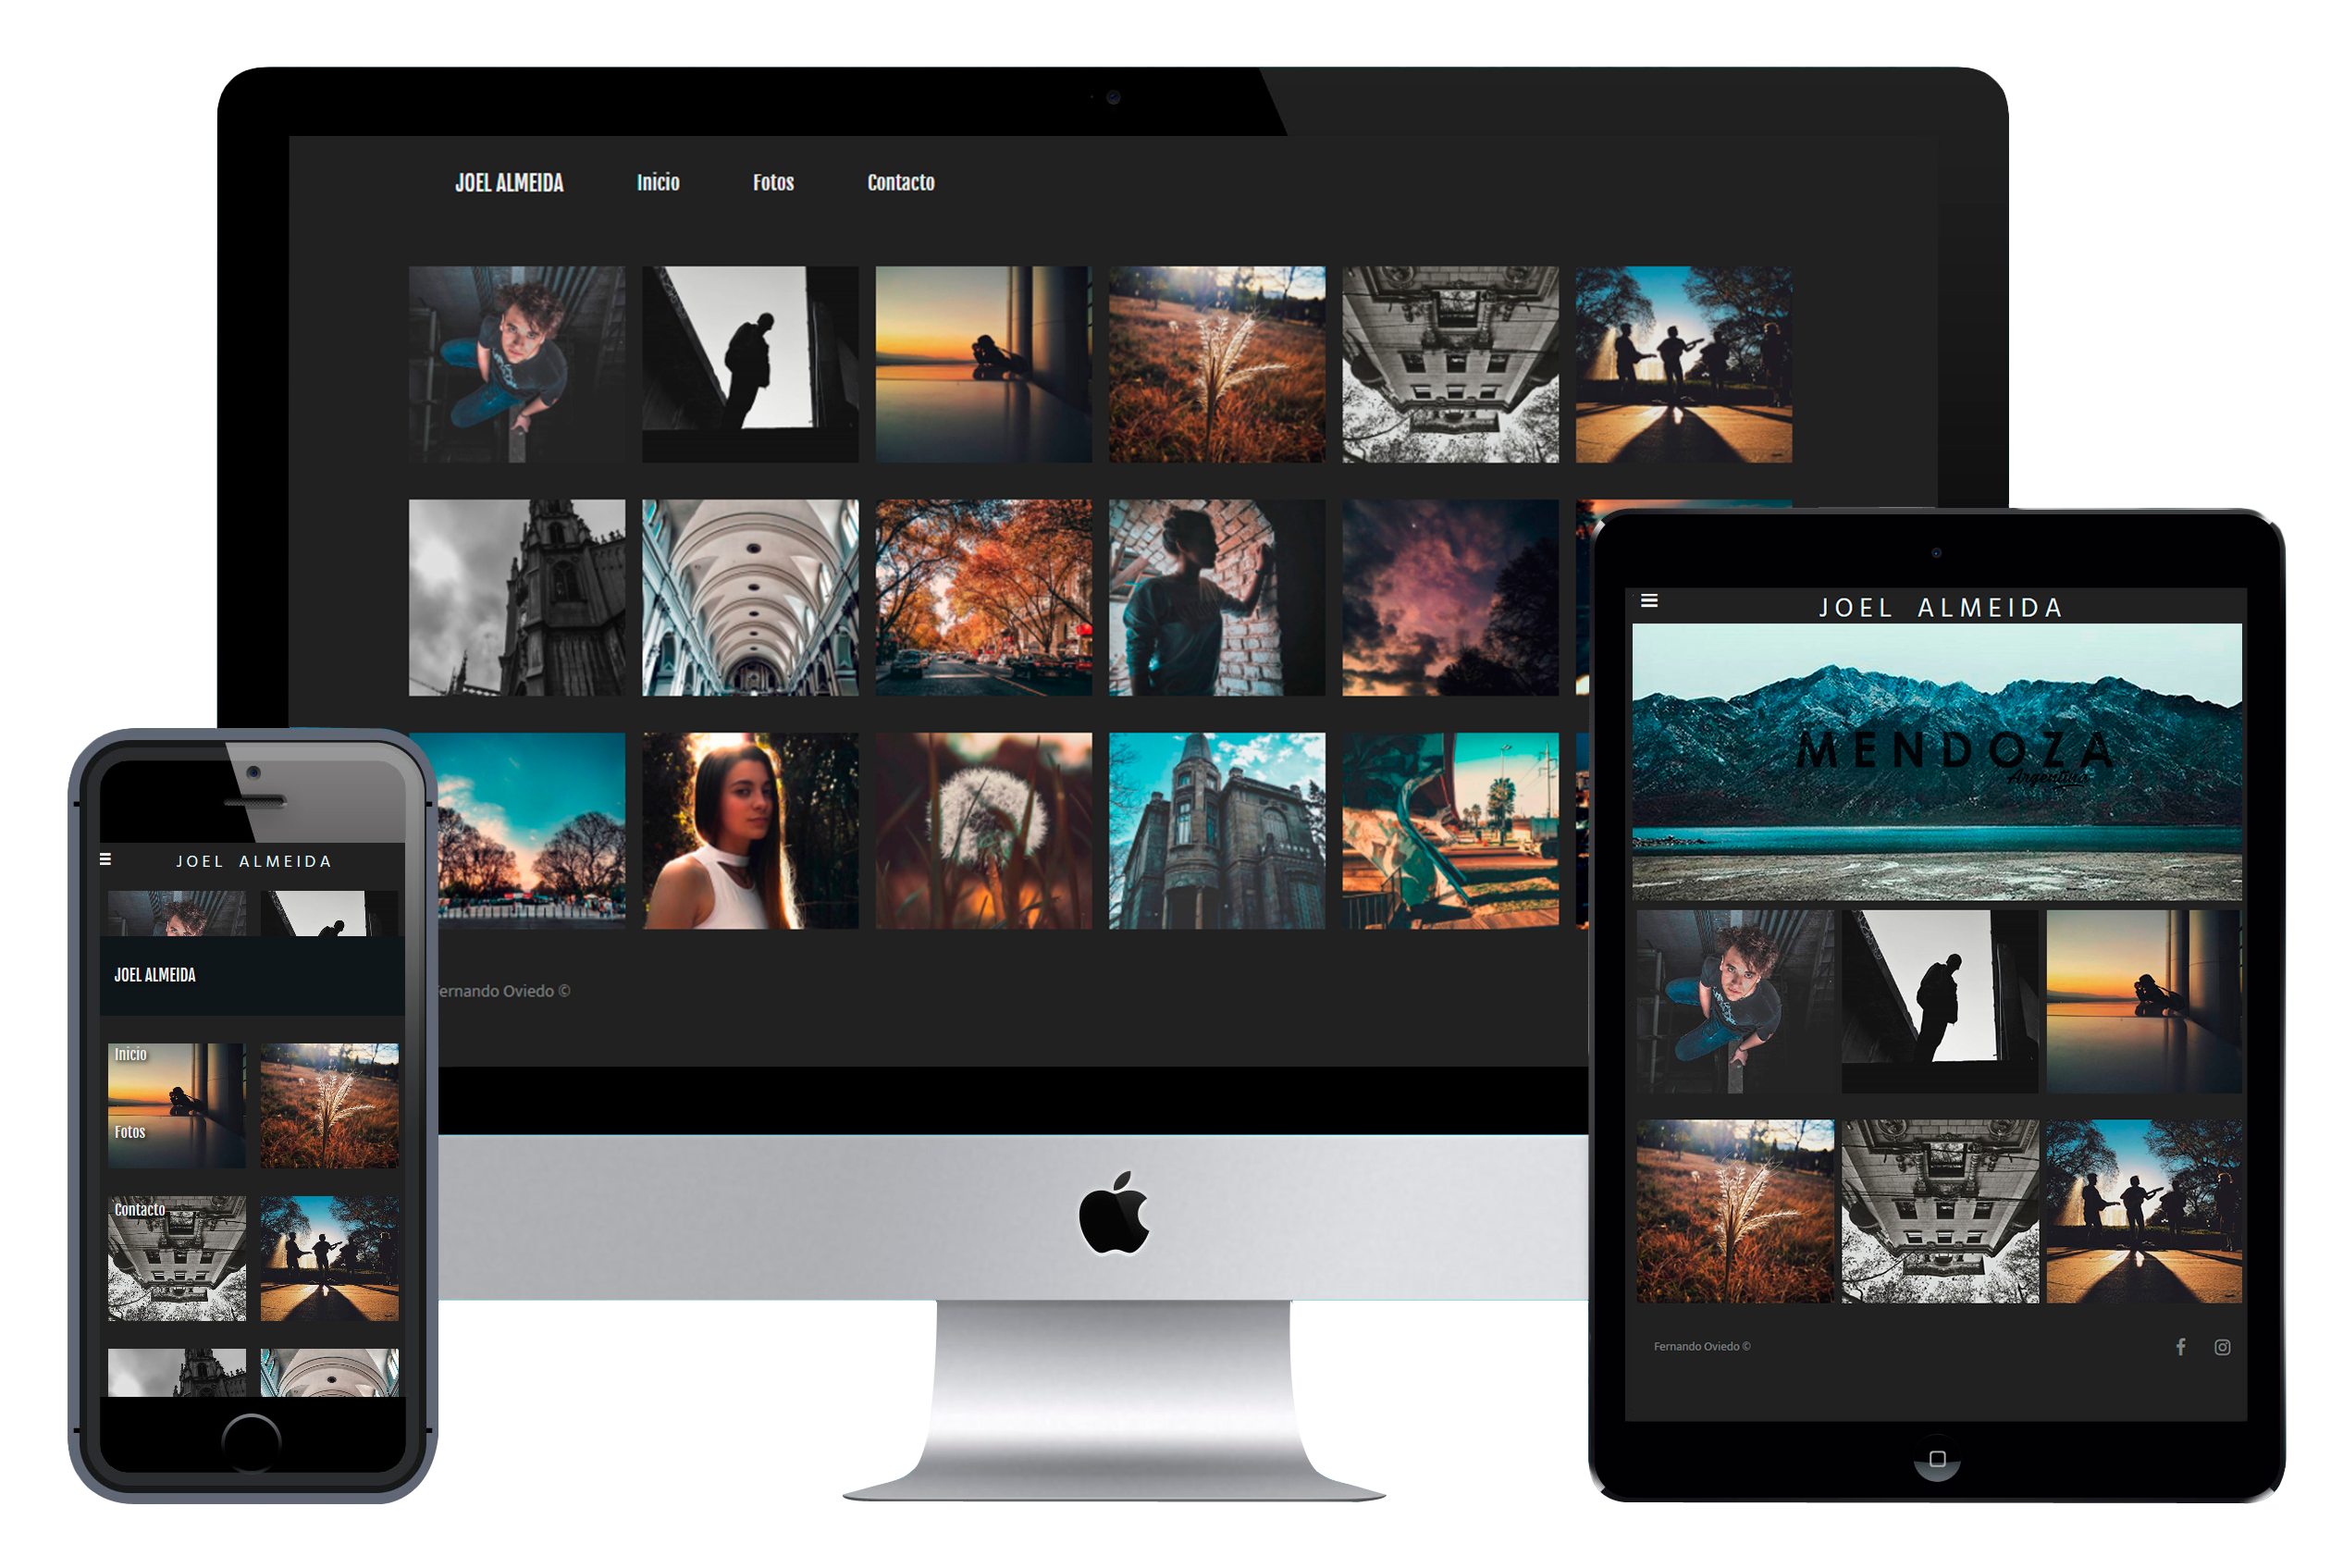 JOEL ALMEIDA Inicio Fotos Contacto
Fernando Oviedo ©
JOEL ALMEIDA
JOEL ALMEIDA
Inicio
Fotos
Contacto
JOEL ALMEIDA
MENDOZA
Argentina
Fernando Oviedo ©